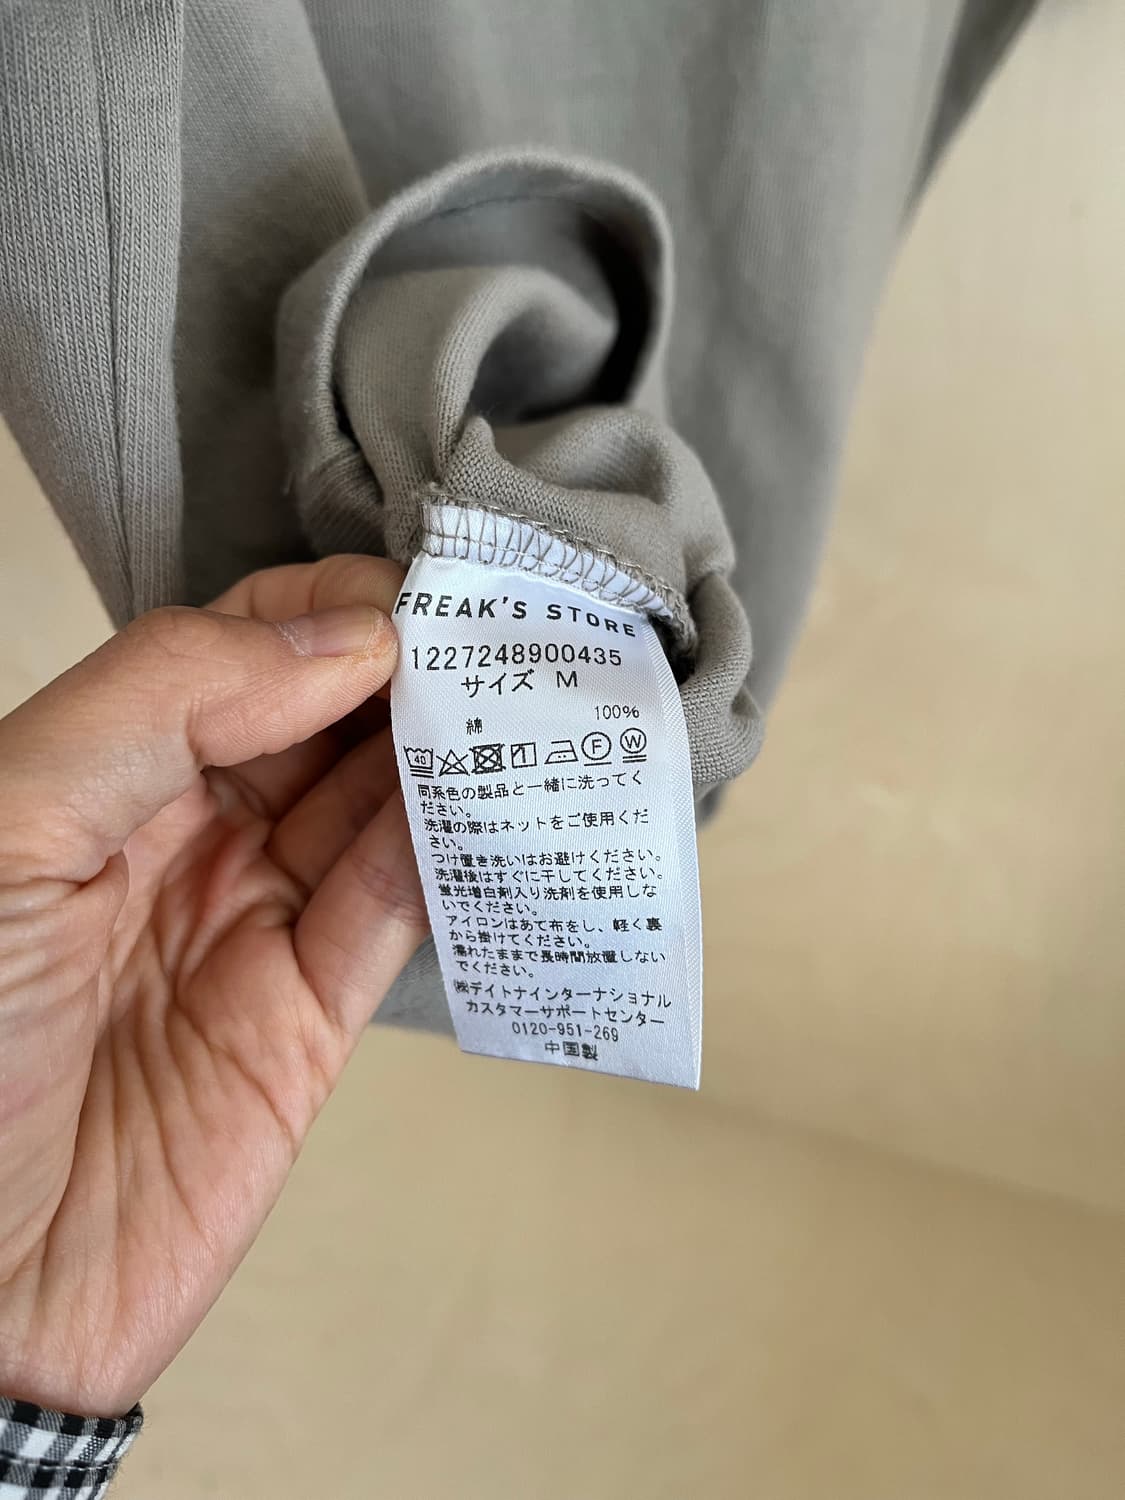 FREAK'S STORE
1227248900435
サイズ M
綿 100%
40 F W
同系色の製品と一緒に洗ってく
ださい。
洗濯の際はネットをご使用くだ
さい。
つけ置き洗いはお避けください。
洗濯後はすぐに干してください。
蛍光増白剤入り洗剤を使用しな
いでください。
アイロンはあて布をし、軽く裏
から掛けてください。
濡れたままで長時間放置しない
でください。
㈱デイトナインターナショナル
カスタマーサポートセンター
0120-951-269
中国製